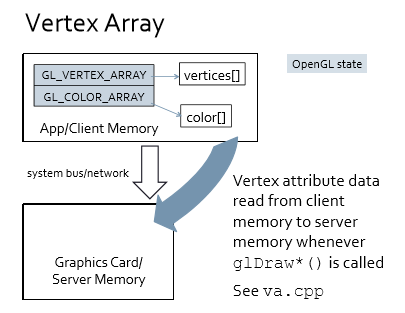 Vertex Array
GL_VERTEX_ARRAY
vertices[]
OpenGL state
GL_COLOR_ARRAY
color[]
App/Client Memory
system bus/network
Vertex attribute data
read from client
memory to server
memory whenever
glDraw*() is called
See va.cpp
Graphics Card/
Server Memory